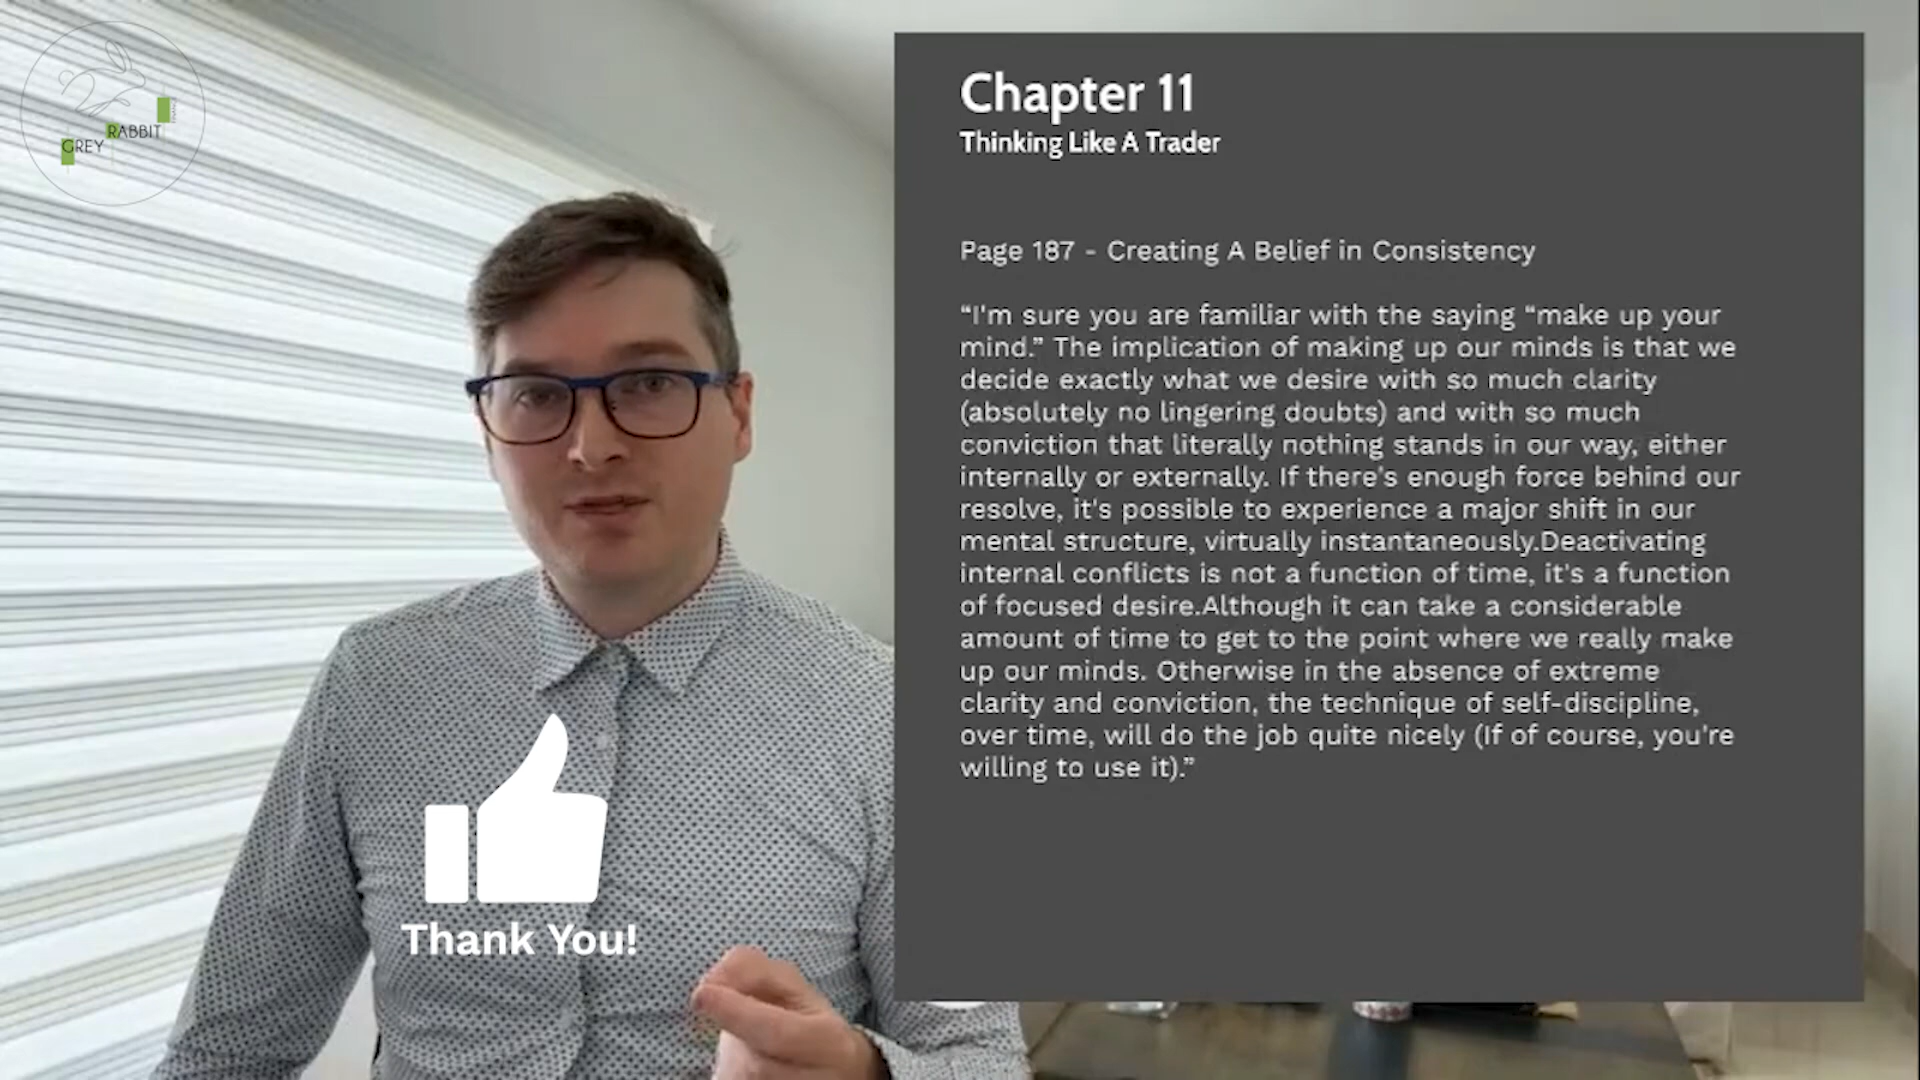 GREY
RABBIT
Chapter 11
Thinking Like A Trader
Page 187 - Creating A Belief in Consistency
“I'm sure you are familiar with the saying “make up your
mind.” The implication of making up our minds is that we
decide exactly what we desire with so much clarity
(absolutely no lingering doubts) and with so much
conviction that literally nothing stands in our way, either
internally or externally. If there's enough force behind our
resolve, it's possible to experience a major shift in our
mental structure, virtually instantaneously.Deactivating
internal conflicts is not a function of time, it's a function
of focused desire.Although it can take a considerable
amount of time to get to the point where we really make
up our minds. Otherwise in the absence of extreme
clarity and conviction, the technique of self-discipline,
over time, will do the job quite nicely (If of course, you're
willing to use it).”
Thank You!